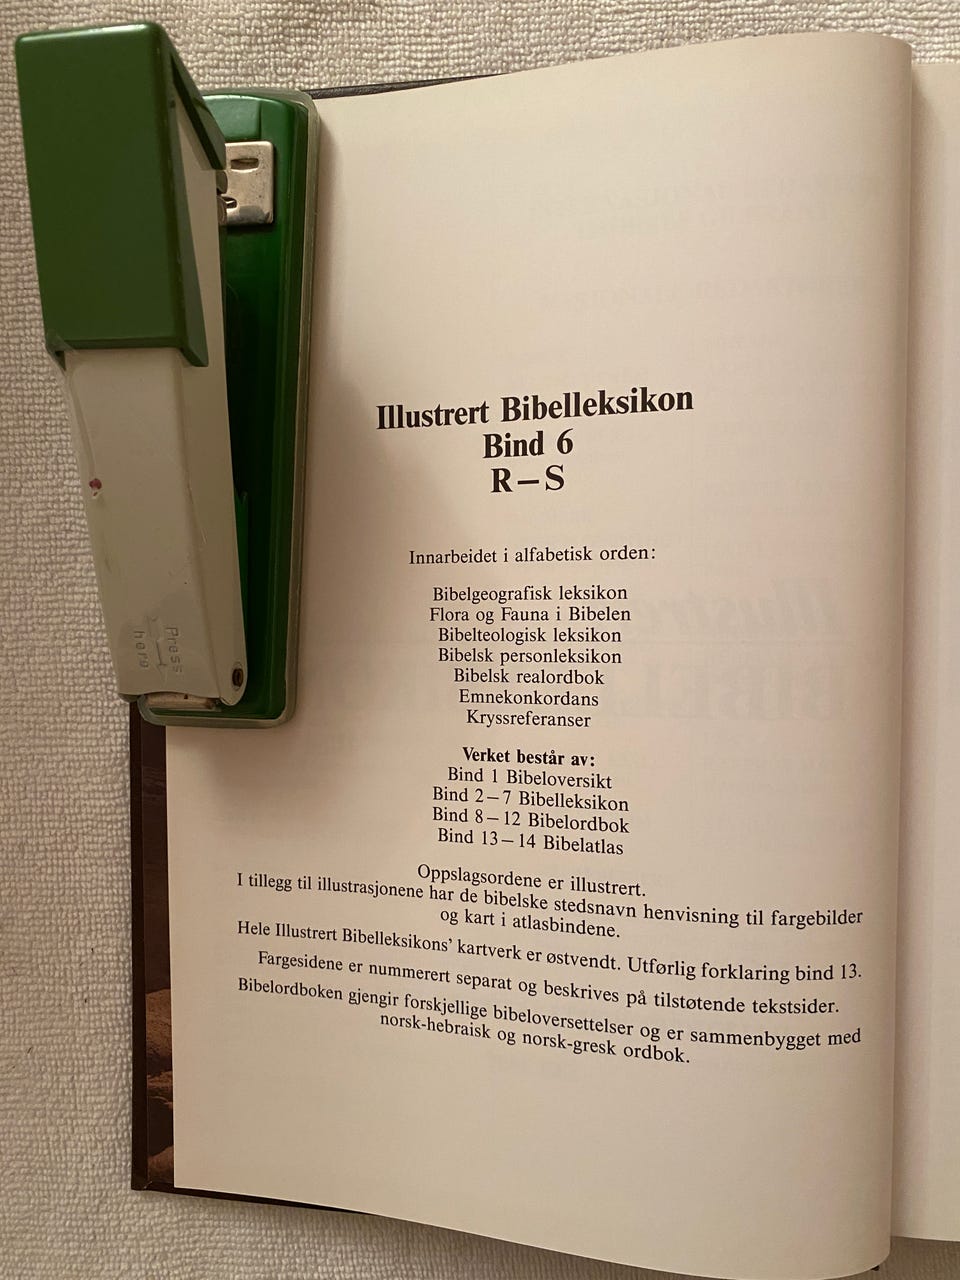 Press
here
Illustrert Bibelleksikon
Bind 6
R–S
Innarbeidet i alfabetisk orden:
Bibelgeografisk leksikon
Flora og Fauna i Bibelen
Bibelteologisk leksikon
Bibelsk personleksikon
Bibelsk realordbok
Emnekonkordans
Kryssreferanser
Verket består av:
Bind 1 Bibeloversikt
Bind 2–7 Bibelleksikon
Bind 8–12 Bibelordbok
Bind 13–14 Bibelatlas
Oppslagsordene er illustrert.
I tillegg til illustrasjonene har de bibelske stedsnavn henvisning til fargebilder
og kart i atlasbindene.
Hele Illustrert Bibelleksikons’ kartverk er østvendt. Utførlig forklaring bind 13.
Fargesidene er nummerert separat og beskrives på tilstøtende tekstsider.
Bibelordboken gjengir forskjellige bibeloversettelser og er sammenbygget med
norsk-hebraisk og norsk-gresk ordbok.